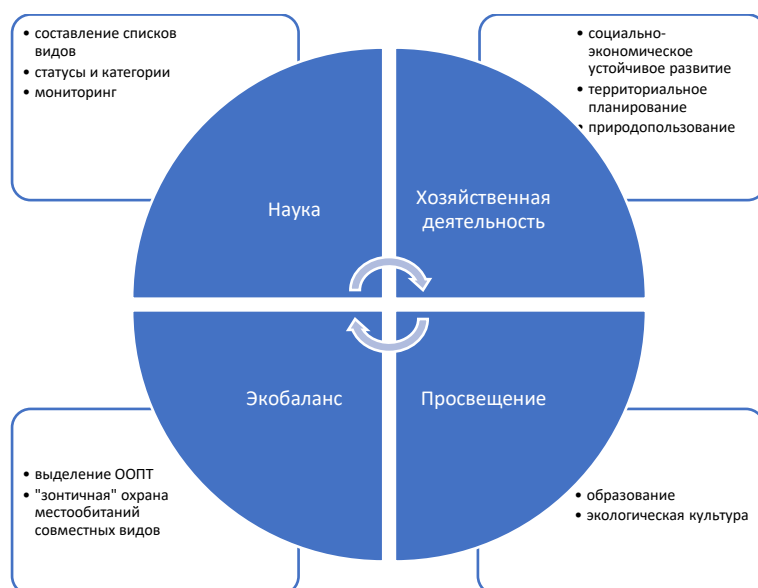 • составление списков
видов
• статусы и категории
• мониторинг
• социально-
экономическое
устойчивое развитие
• территориальное
планирование
• природопользование
Наука
Хозяйственная
деятельность
Экобаланс
Просвещение
• выделение ООПТ
• "зонтичная" охрана
местообитаний
совместных видов
• образование
• экологическая культура